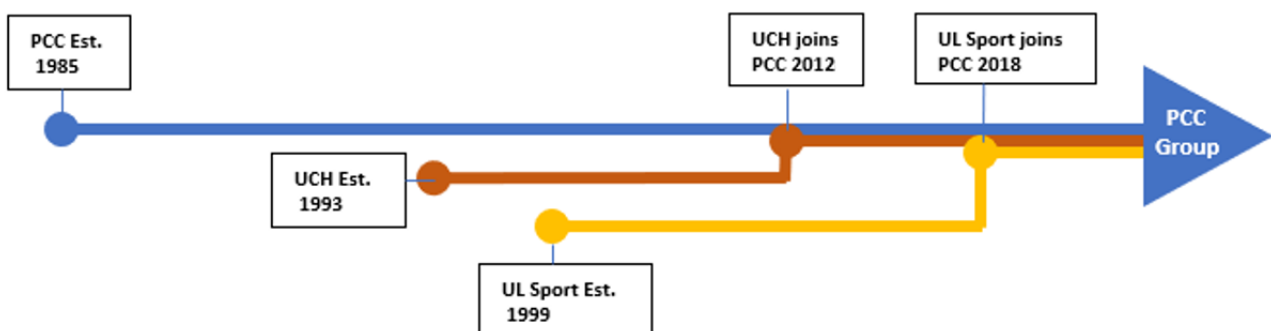 PCC Est.
1985
UCH joins
PCC 2012
UL Sport joins
PCC 2018
PCC
Group
UCH Est.
1993
UL Sport Est.
1999